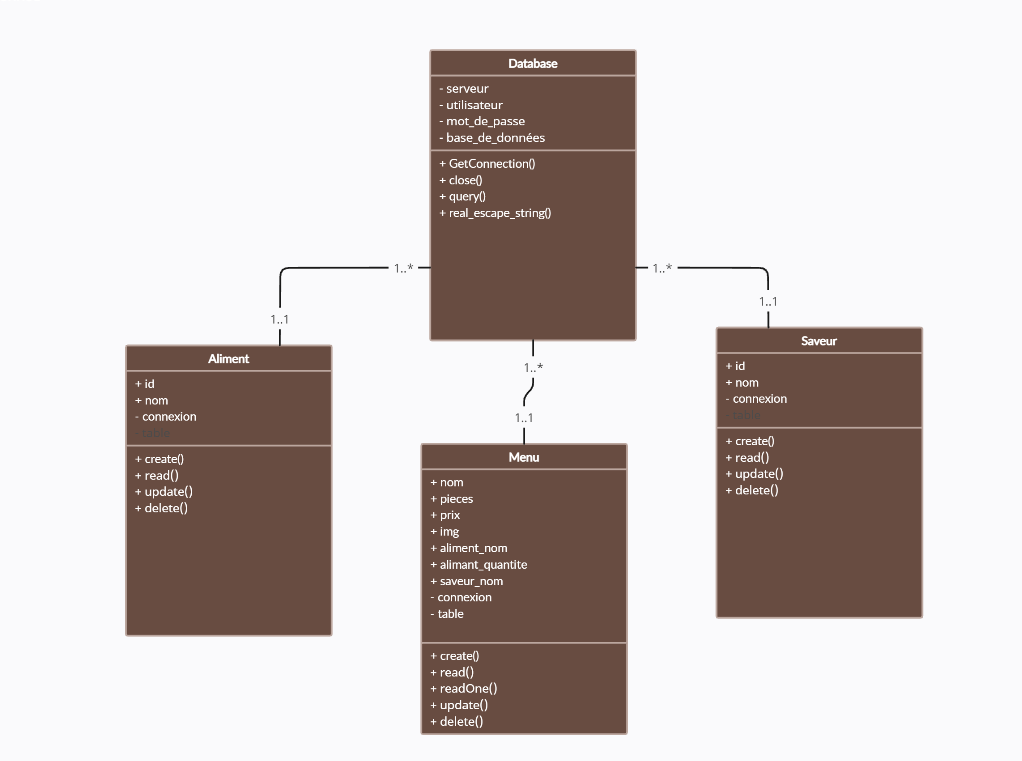 Database
- serveur
- utilisateur
- mot_de_passe
- base_de_données
+ GetConnection()
+ close()
+ query()
+ real_escape_string()
1..*
1..*
1..1
1..1
1..*
1..1
Aliment
+ id
+ nom
- connexion
- table
+ create()
+ read()
+ update()
+ delete()
Saveur
+ id
+ nom
- connexion
- table
+ create()
+ read()
+ update()
+ delete()
Menu
+ nom
+ pieces
+ prix
+ img
+ aliment_nom
+ alimant_quantite
+ saveur_nom
- connexion
- table
+ create()
+ read()
+ readOne()
+ update()
+ delete()